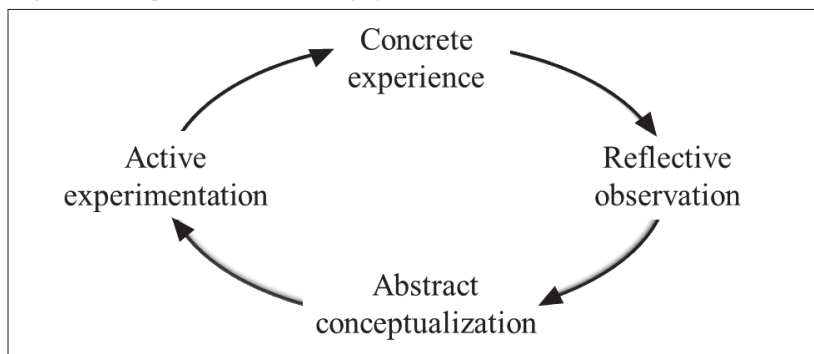 Concrete
experience
Reflective
observation
Abstract
conceptualization
Active
experimentation